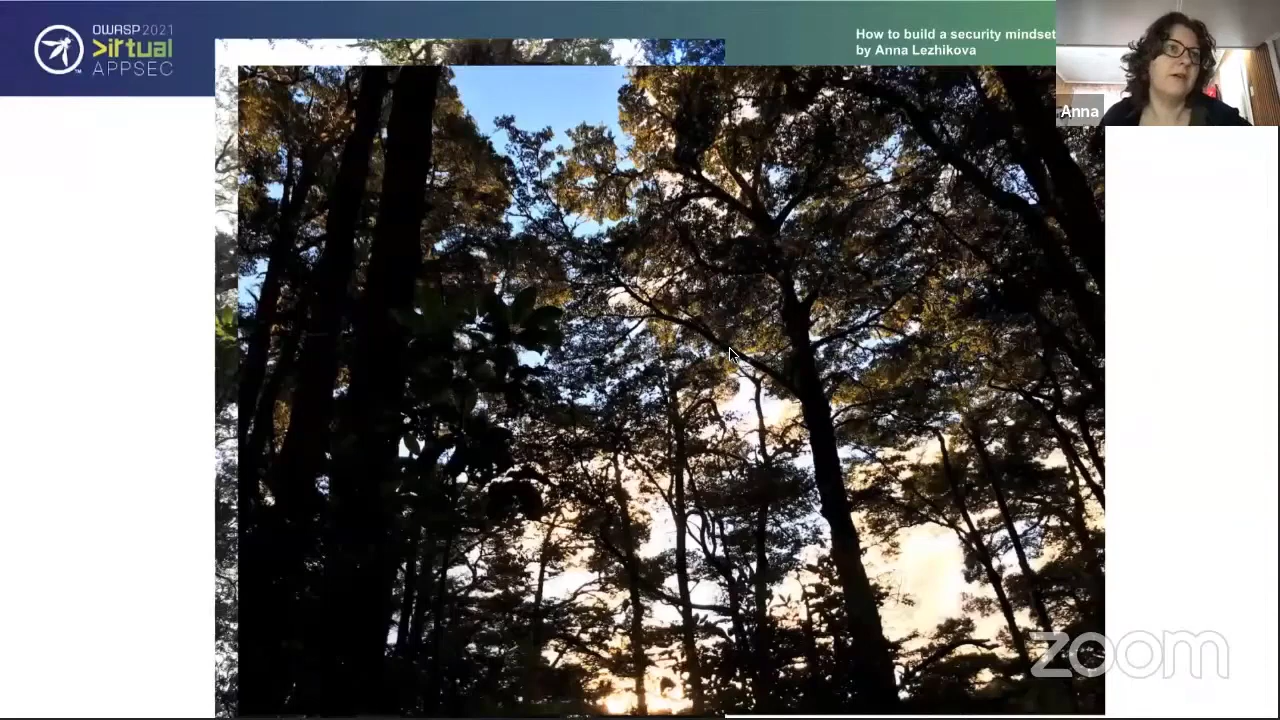 OWASP 2021
>irtual
APPSEC
How to build a security mindset
by Anna Lezhikova
Anna
zoom